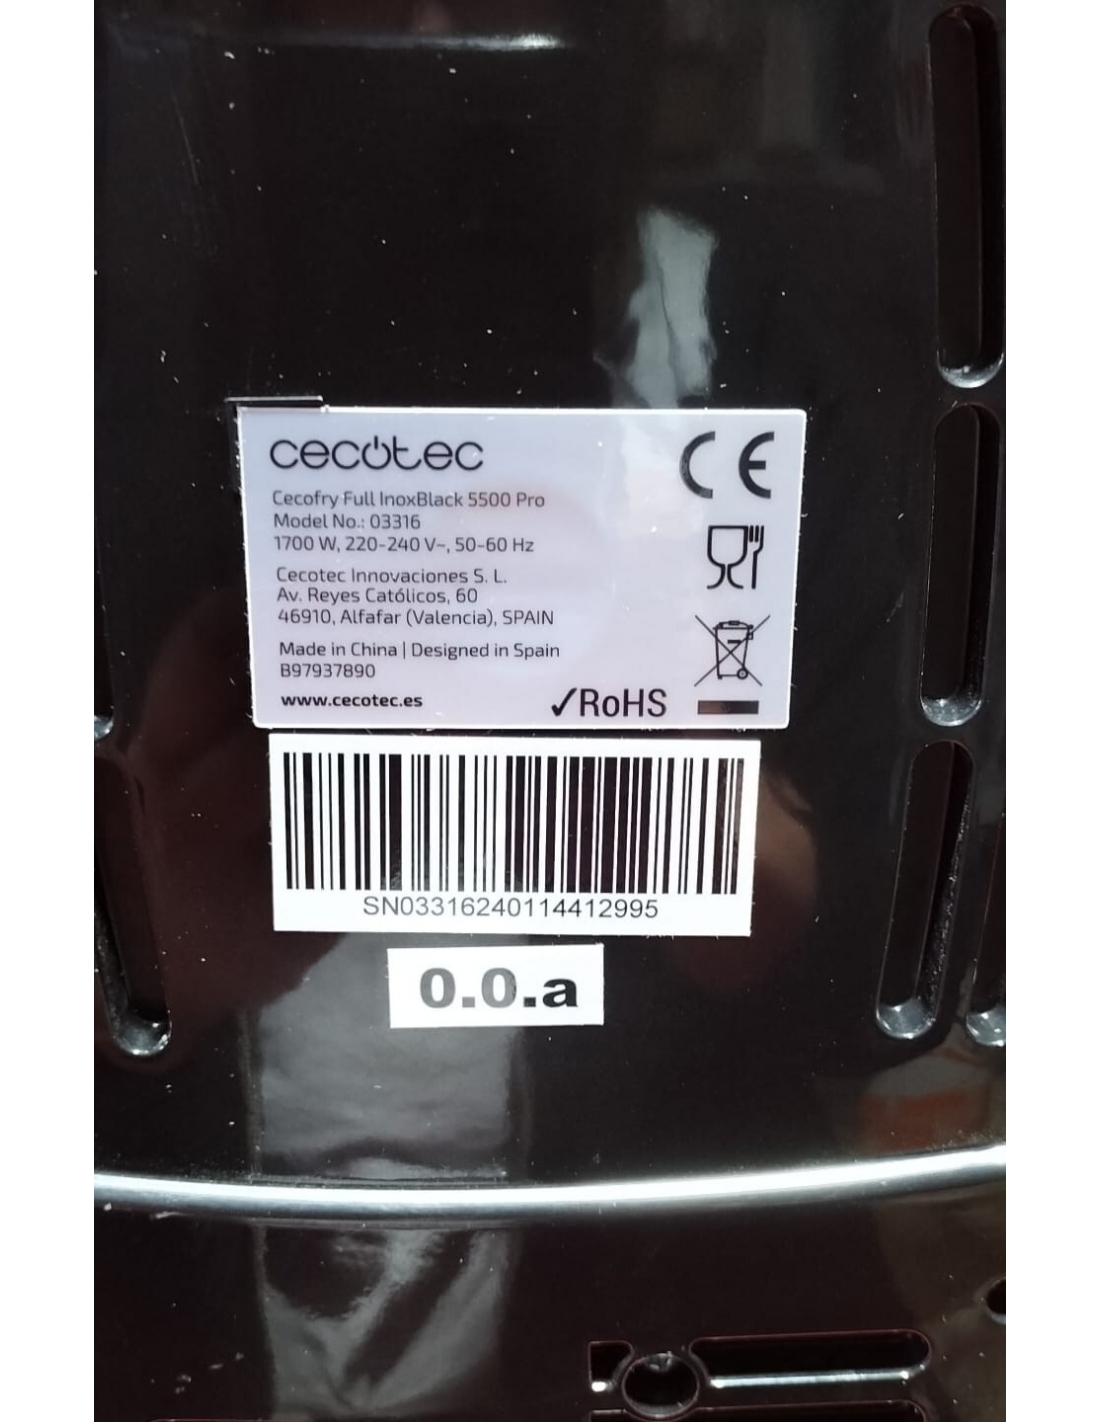 cecotec
CE
Cecofry Full InoxBlack 5500 Pro
Model No.: 03316
1700 W, 220-240 V~, 50-60 Hz
Cecotec Innovaciones S. L.
Av. Reyes Católicos, 60
46910, Alfafar (Valencia), SPAIN
Made in China | Designed in Spain
B97937890
www.cecotec.es
✓RoHS
SN03316240114412995
0.0.a